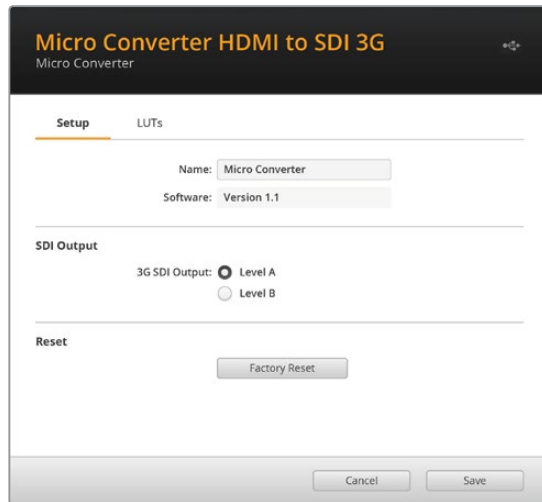 Micro Converter HDMI to SDI 3G
Micro Converter
Setup LUTs
Name: Micro Converter
Software: Version 1.1
SDI Output
3G SDI Output: Level A
Level B
Reset
Factory Reset
Cancel Save